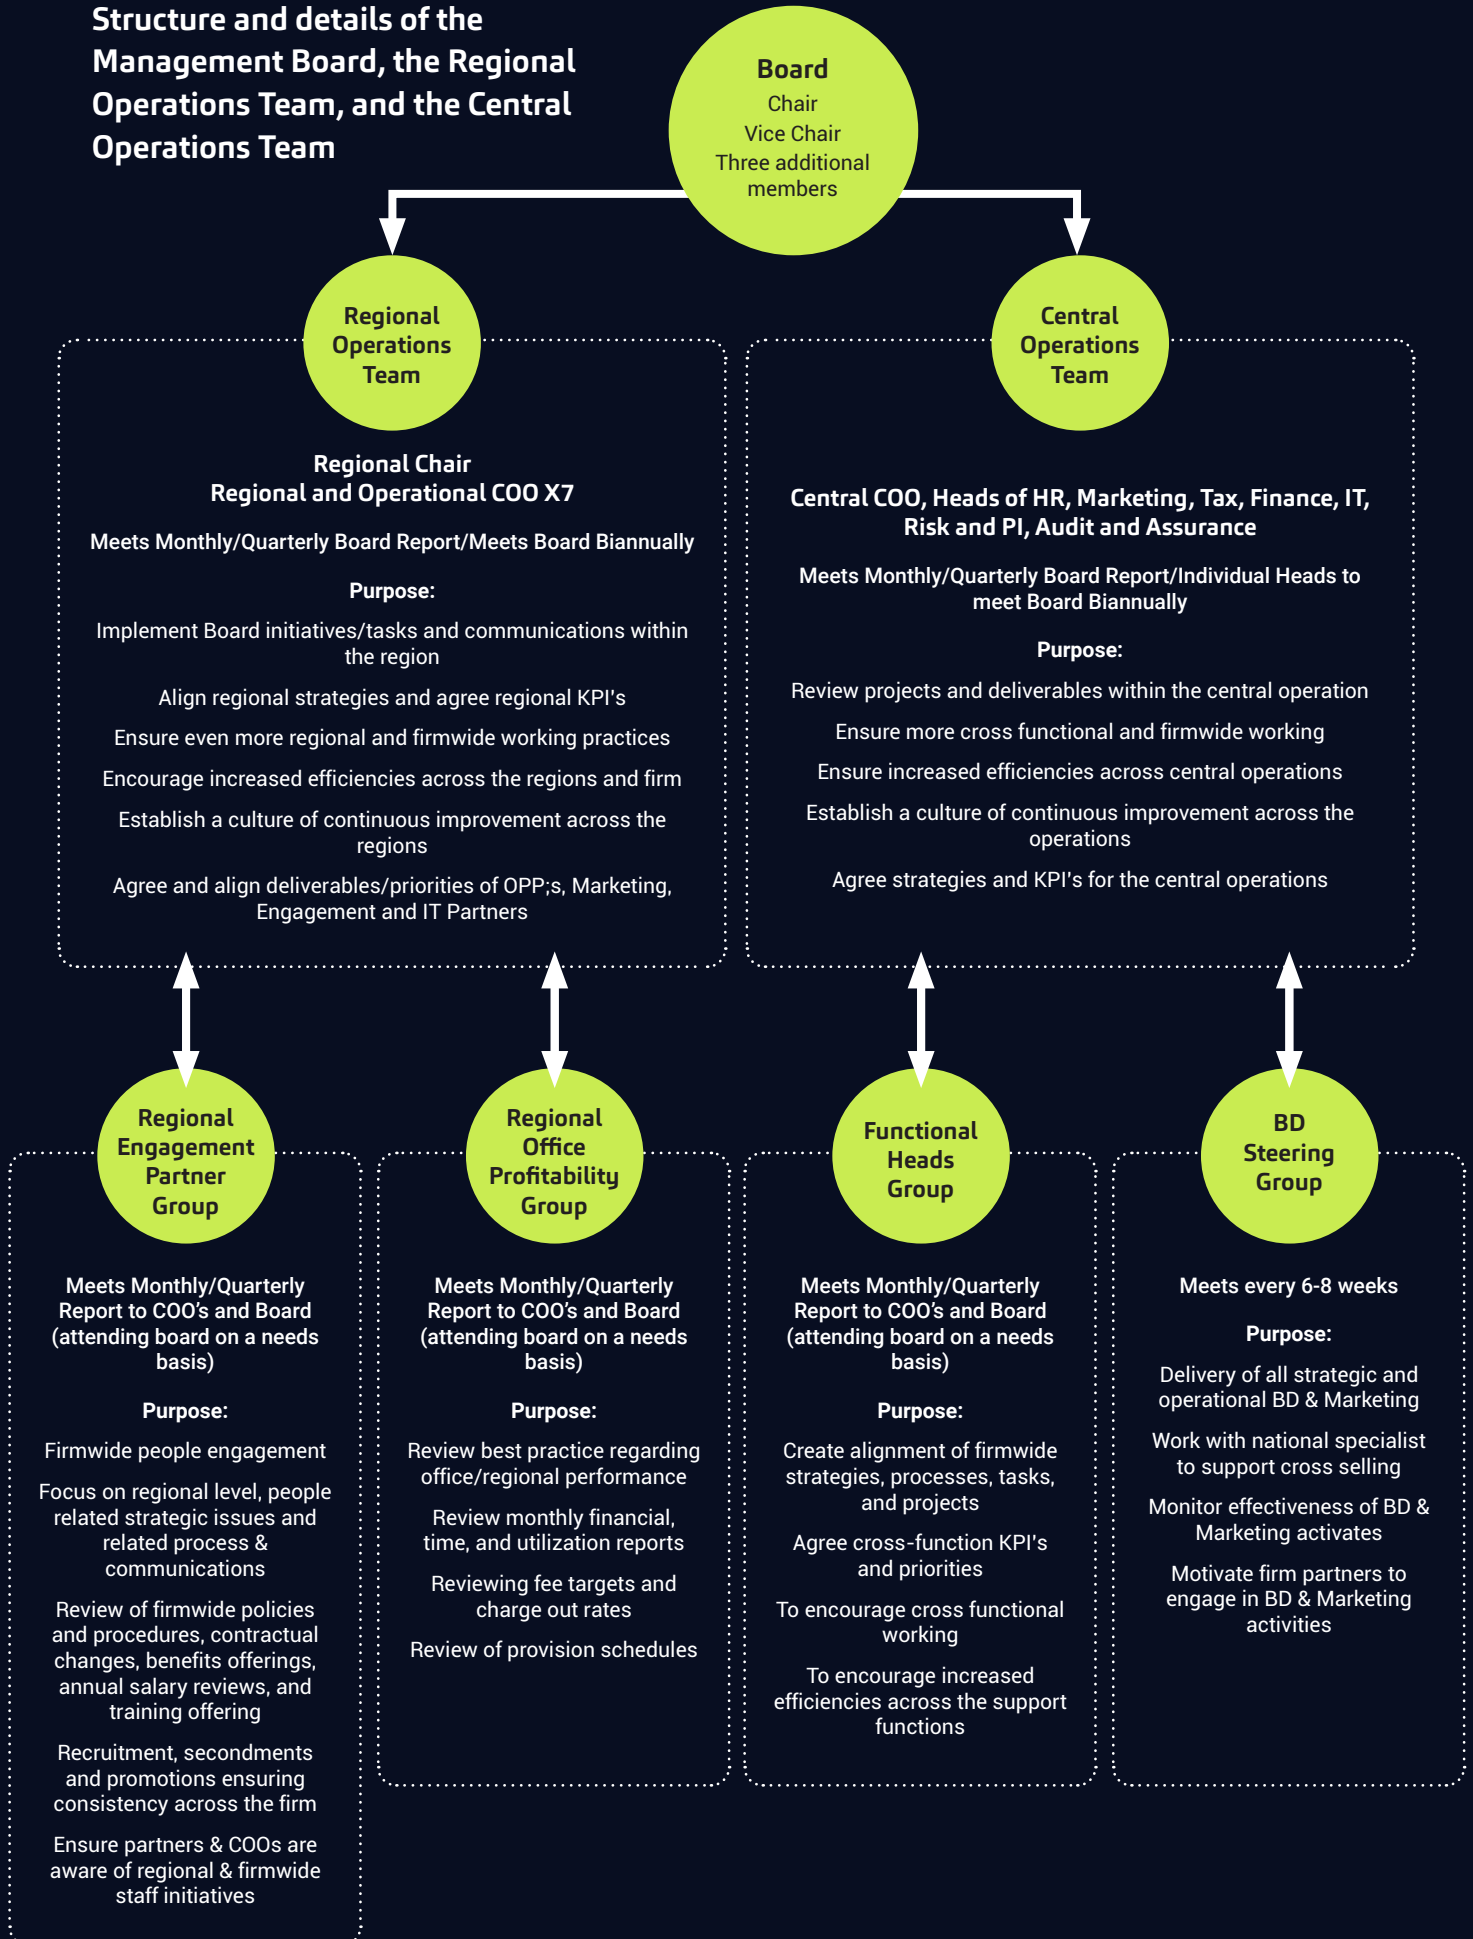 Structure and details of the
Management Board, the Regional
Operations Team, and the Central
Operations Team
Board
Chair
Vice Chair
Three additional
members
Regional
Operations
Team
Regional Chair
Regional and Operational COO X7
Meets Monthly/Quarterly Board Report/Meets Board Biannually
Purpose:
Implement Board initiatives/tasks and communications within
the region
Align regional strategies and agree regional KPI's
Ensure even more regional and firmwide working practices
Encourage increased efficiencies across the regions and firm
Establish a culture of continuous improvement across the
regions
Agree and align deliverables/priorities of OPP;s, Marketing,
Engagement and IT Partners
Central
Operations
Team
Central COO, Heads of HR, Marketing, Tax, Finance, IT,
Risk and PI, Audit and Assurance
Meets Monthly/Quarterly Board Report/Individual Heads to
meet Board Biannually
Purpose:
Review projects and deliverables within the central operation
Ensure more cross functional and firmwide working
Ensure increased efficiencies across central operations
Establish a culture of continuous improvement across the
operations
Agree strategies and KPI's for the central operations
Regional
Engagement
Partner
Group
Meets Monthly/Quarterly
Report to COO's and Board
(attending board on a needs
basis)
Purpose:
Firmwide people engagement
Focus on regional level, people
related strategic issues and
related process &
communications
Review of firmwide policies
and procedures, contractual
changes, benefits offerings,
annual salary reviews, and
training offering
Recruitment, secondments
and promotions ensuring
consistency across the firm
Ensure partners & COOs are
aware of regional & firmwide
staff initiatives
Regional
Office
Profitability
Group
Meets Monthly/Quarterly
Report to COO's and Board
(attending board on a needs
basis)
Purpose:
Review best practice regarding
office/regional performance
Review monthly financial,
time, and utilization reports
Reviewing fee targets and
charge out rates
Review of provision schedules
Functional
Heads
Group
Meets Monthly/Quarterly
Report to COO's and Board
(attending board on a needs
basis)
Purpose:
Create alignment of firmwide
strategies, processes, tasks,
and projects
Agree cross-function KPI's
and priorities
To encourage cross functional
working
To encourage increased
efficiencies across the support
functions
BD
Steering
Group
Meets every 6-8 weeks
Purpose:
Delivery of all strategic and
operational BD & Marketing
Work with national specialist
to support cross selling
Monitor effectiveness of BD &
Marketing activates
Motivate firm partners to
engage in BD & Marketing
activities